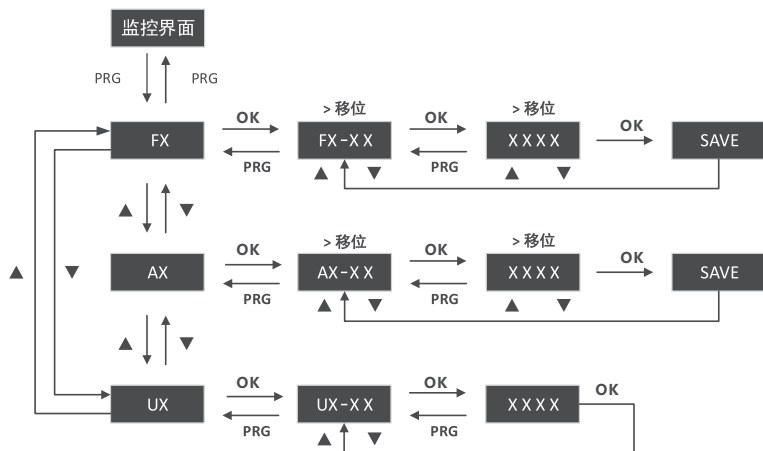 监控界面
PRG PRG
OK > 移位 OK > 移位 OK
FX FX-XX XXXX SAVE
PRG PRG
▲ ▼ ▲ ▼
▲ ▼
OK > 移位 OK > 移位 OK
AX AX-XX XXXX SAVE
▲ ▼
PRG PRG
▲ ▼ ▲ ▼
▲ ▼
OK OK OK
UX UX-XX XXXX
PRG PRG
▲ ▼